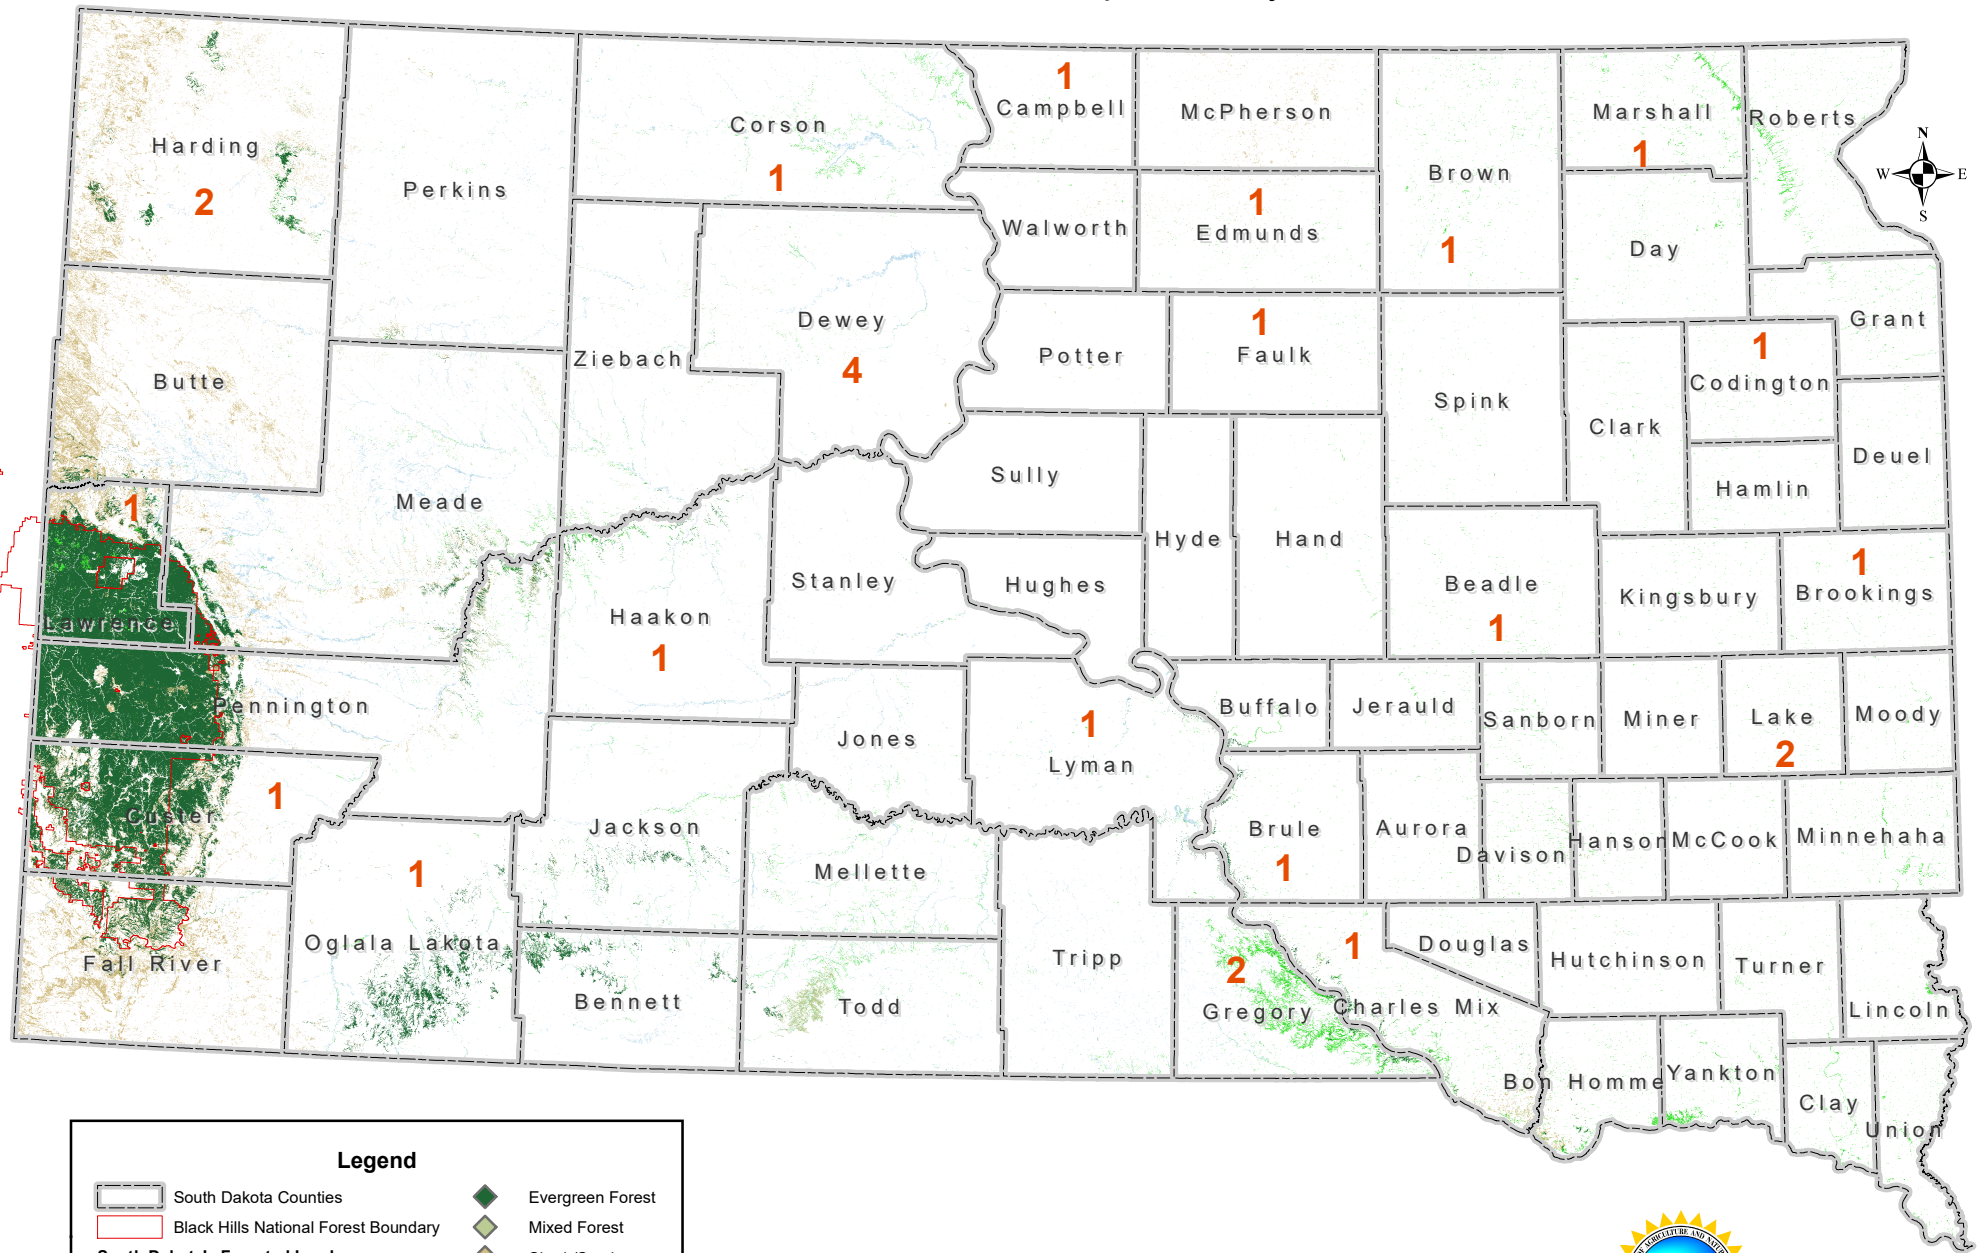 1
Campbell
McPherson
Marshall
1
Roberts
N
W E
S
Harding
2
Perkins
Corson
1
Brown
1
Walworth
1
Edmunds
Day
Grant
Butte
Ziebach
Dewey
4
Potter
1
Faulk
Spink
Clark
1
Codington
Deuel
Hamlin
1
Lawrence
Meade
Sully
Hyde
Hand
Stanley
Hughes
Haakon
1
Beadle
1
Kingsbury
1
Brookings
Pennington
Jones
1
Lyman
Buffalo
Jerauld
Sanborn
Miner
Lake
2
Moody
1
Custer
1
Oglala Lakota
Jackson
Mellette
Brule
1
Aurora
Davison
Hanson
McCook
Minnehaha
Fall River
Bennett
Todd
Tripp
2
Gregory
1
Charles Mix
Douglas
Hutchinson
Turner
Lincoln
Bon Homme
Yankton
Clay
Union
Legend
South Dakota Counties
Evergreen Forest
Black Hills National Forest Boundary
Mixed Forest